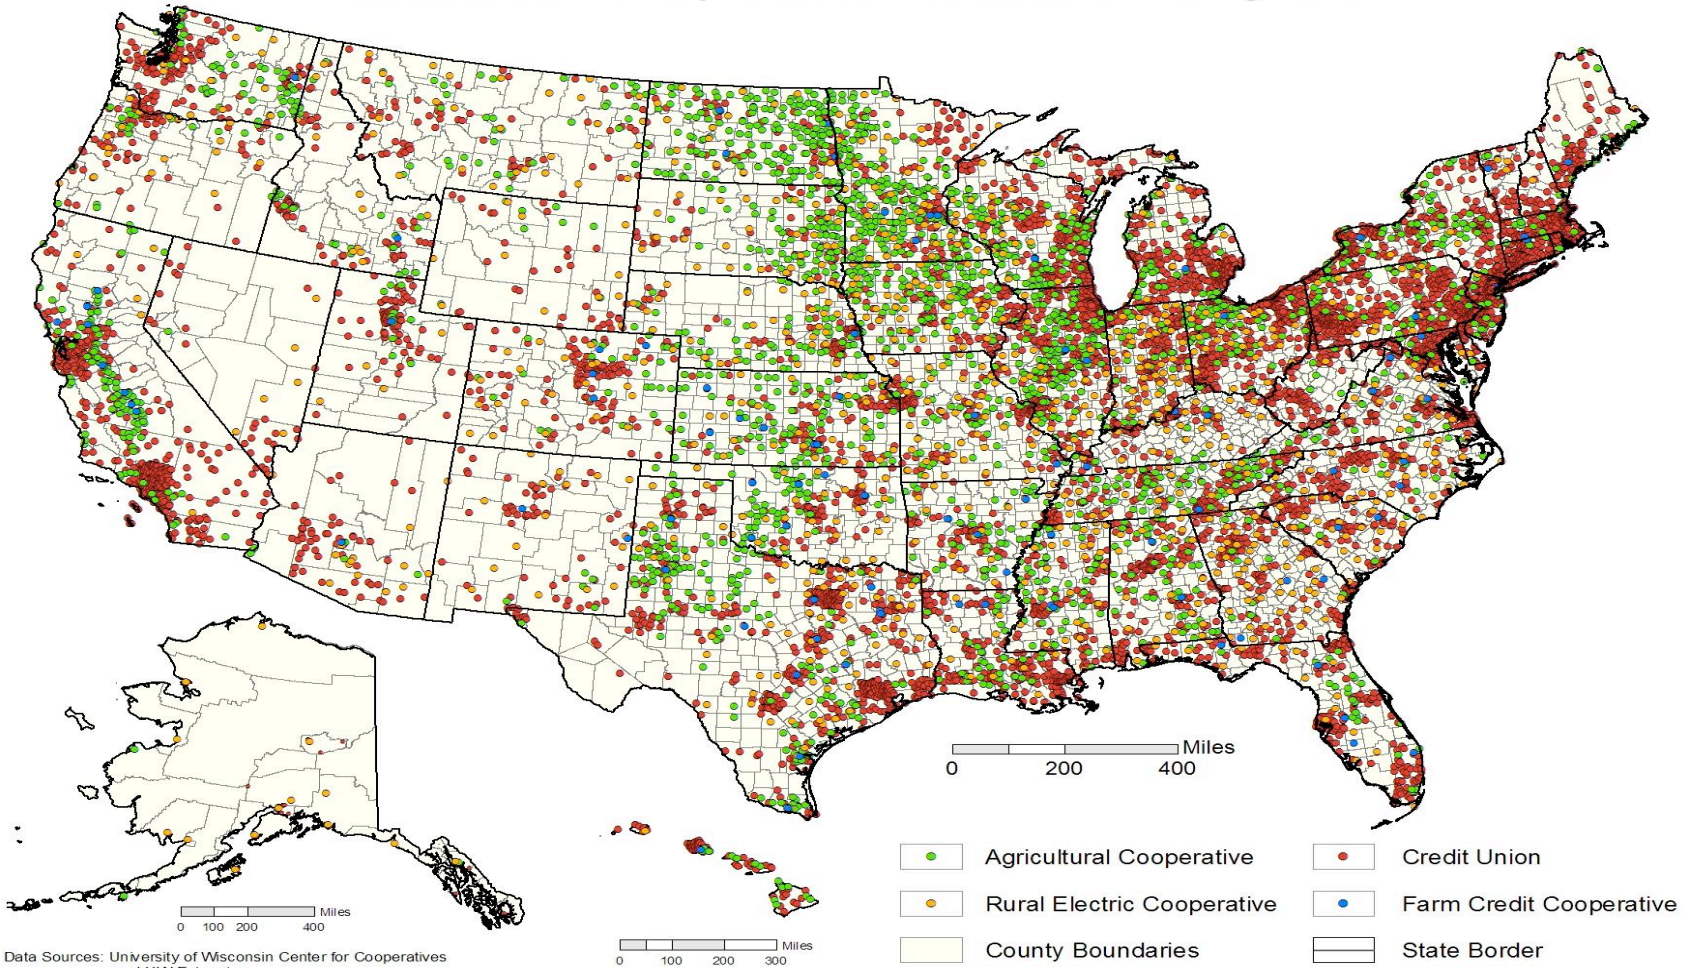 Miles
0 200 400
Agricultural Cooperative
Credit Union
Rural Electric Cooperative
Farm Credit Cooperative
County Boundaries
State Border
Miles
0 100 200 400
Miles
0 100 200 300
Data Sources: University of Wisconsin Center for Cooperatives